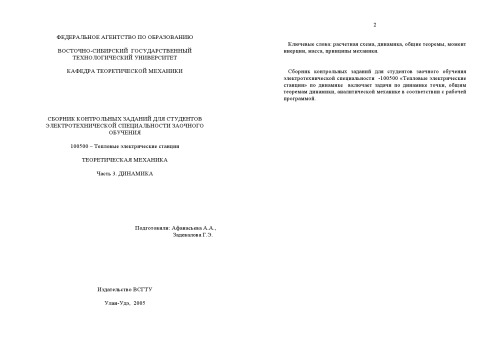 ФЕДЕРАЛЬНОЕ АГЕНТСТВО ПО ОБРАЗОВАНИЮ
ВОСТОЧНО-СИБИРСКИЙ ГОСУДАРСТВЕННЫЙ
ТЕХНОЛОГИЧЕСКИЙ УНИВЕРСИТЕТ
КАФЕДРА ТЕОРЕТИЧЕСКОЙ МЕХАНИКИ
СБОРНИК КОНТРОЛЬНЫХ ЗАДАНИЙ ДЛЯ СТУДЕНТОВ
ЭЛЕКТРОТЕХНИЧЕСКОЙ СПЕЦИАЛЬНОСТИ ЗАОЧНОГО
ОБУЧЕНИЯ
100500 – Тепловые электрические станции
ТЕОРЕТИЧЕСКАЯ МЕХАНИКА
Часть 3. ДИНАМИКА
Подготовили: Афанасьева А.А.,
Задевалова Г.Э.
Издательство ВСГТУ
Улан-Удэ, 2005
2
Ключевые слова: расчетная схема, динамика, общие теоремы, момент
инерции, масса, принципы механики.
Сборник контрольных заданий для студентов заочного обучения
электротехнической специальности -100500 «Тепловые электрические
станции» по динамике включает задачи по динамике точки, общим
теоремам динамики, аналитической механике в соответствии с рабочей
программой.